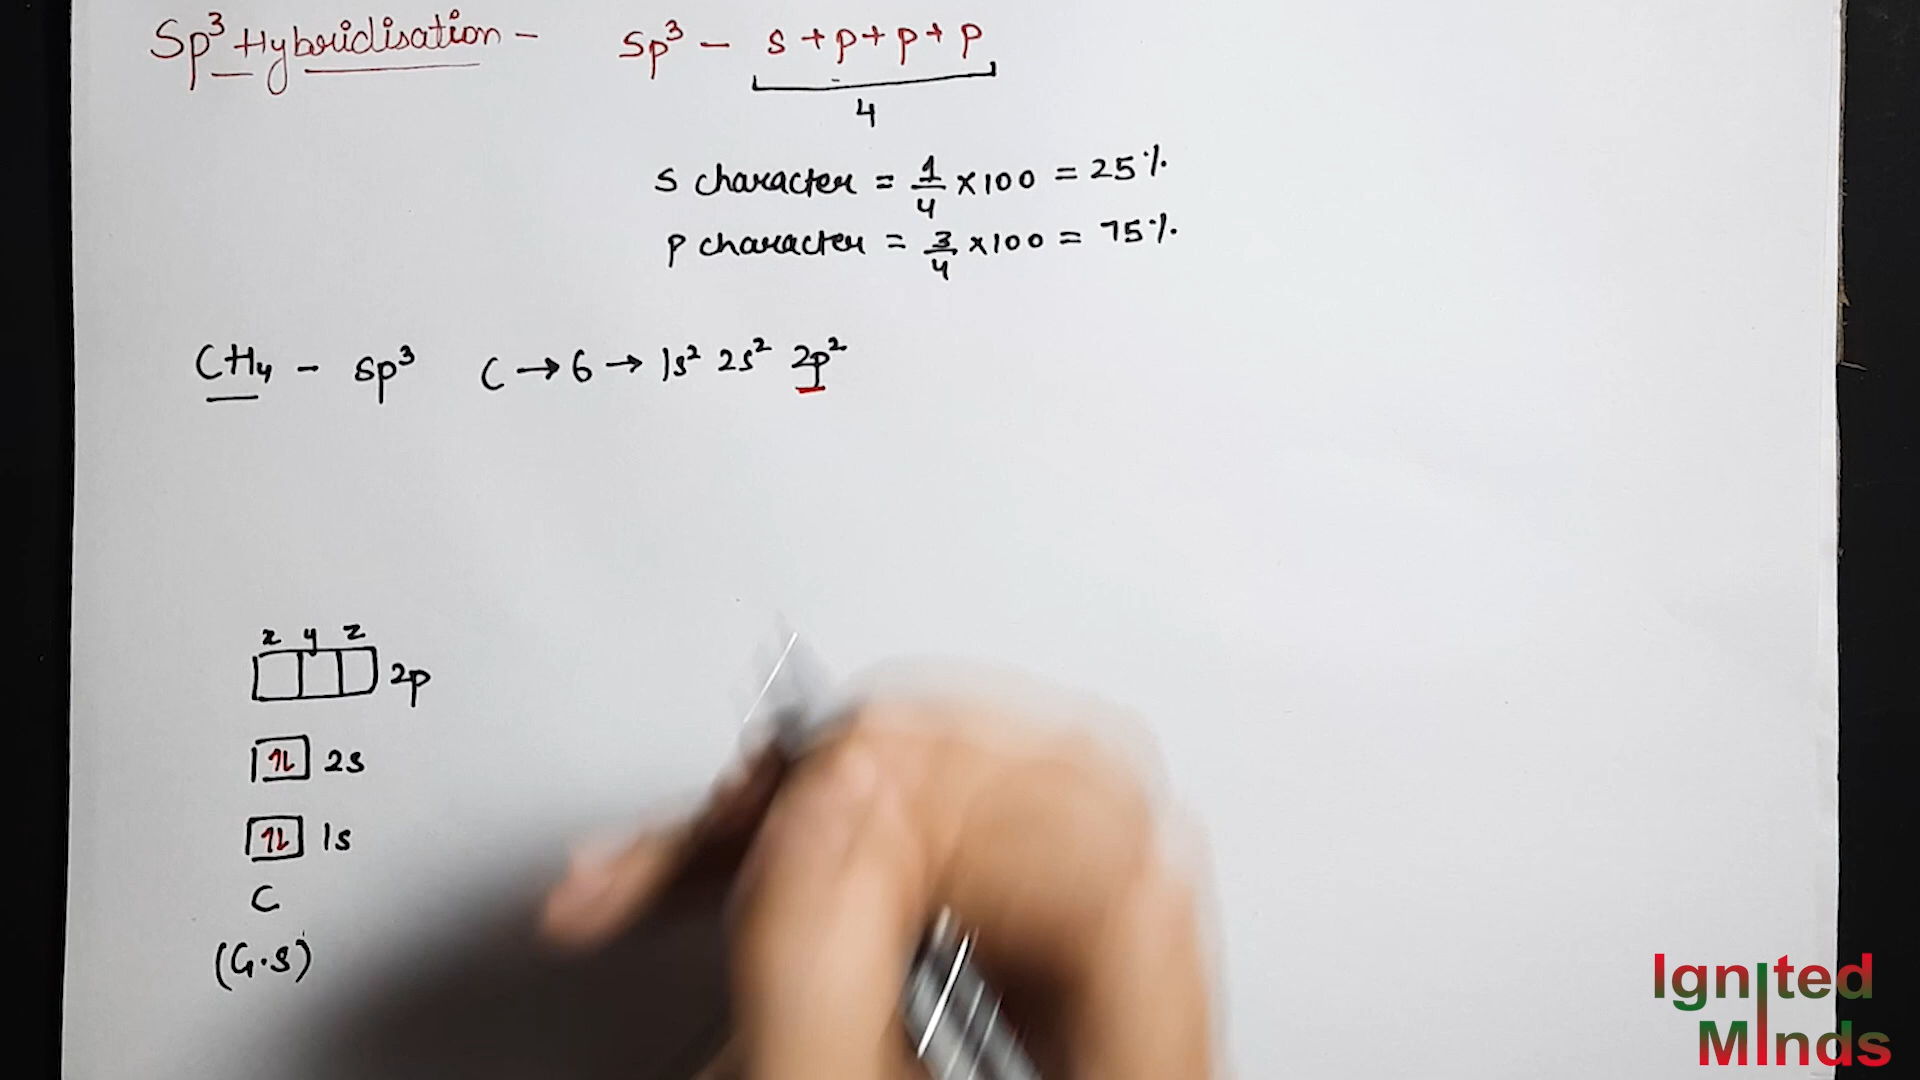 Sp³ Hybridisation - sp³ - s + p + p + p
4
s character = 1/4 × 100 = 25%
p character = 3/4 × 100 = 75%
CH₄ - sp³ C → 6 → 1s² 2s² 2p²
x y z
2p
⥮ 2s
⥮ 1s
C
(G.S)
Ignited
Minds